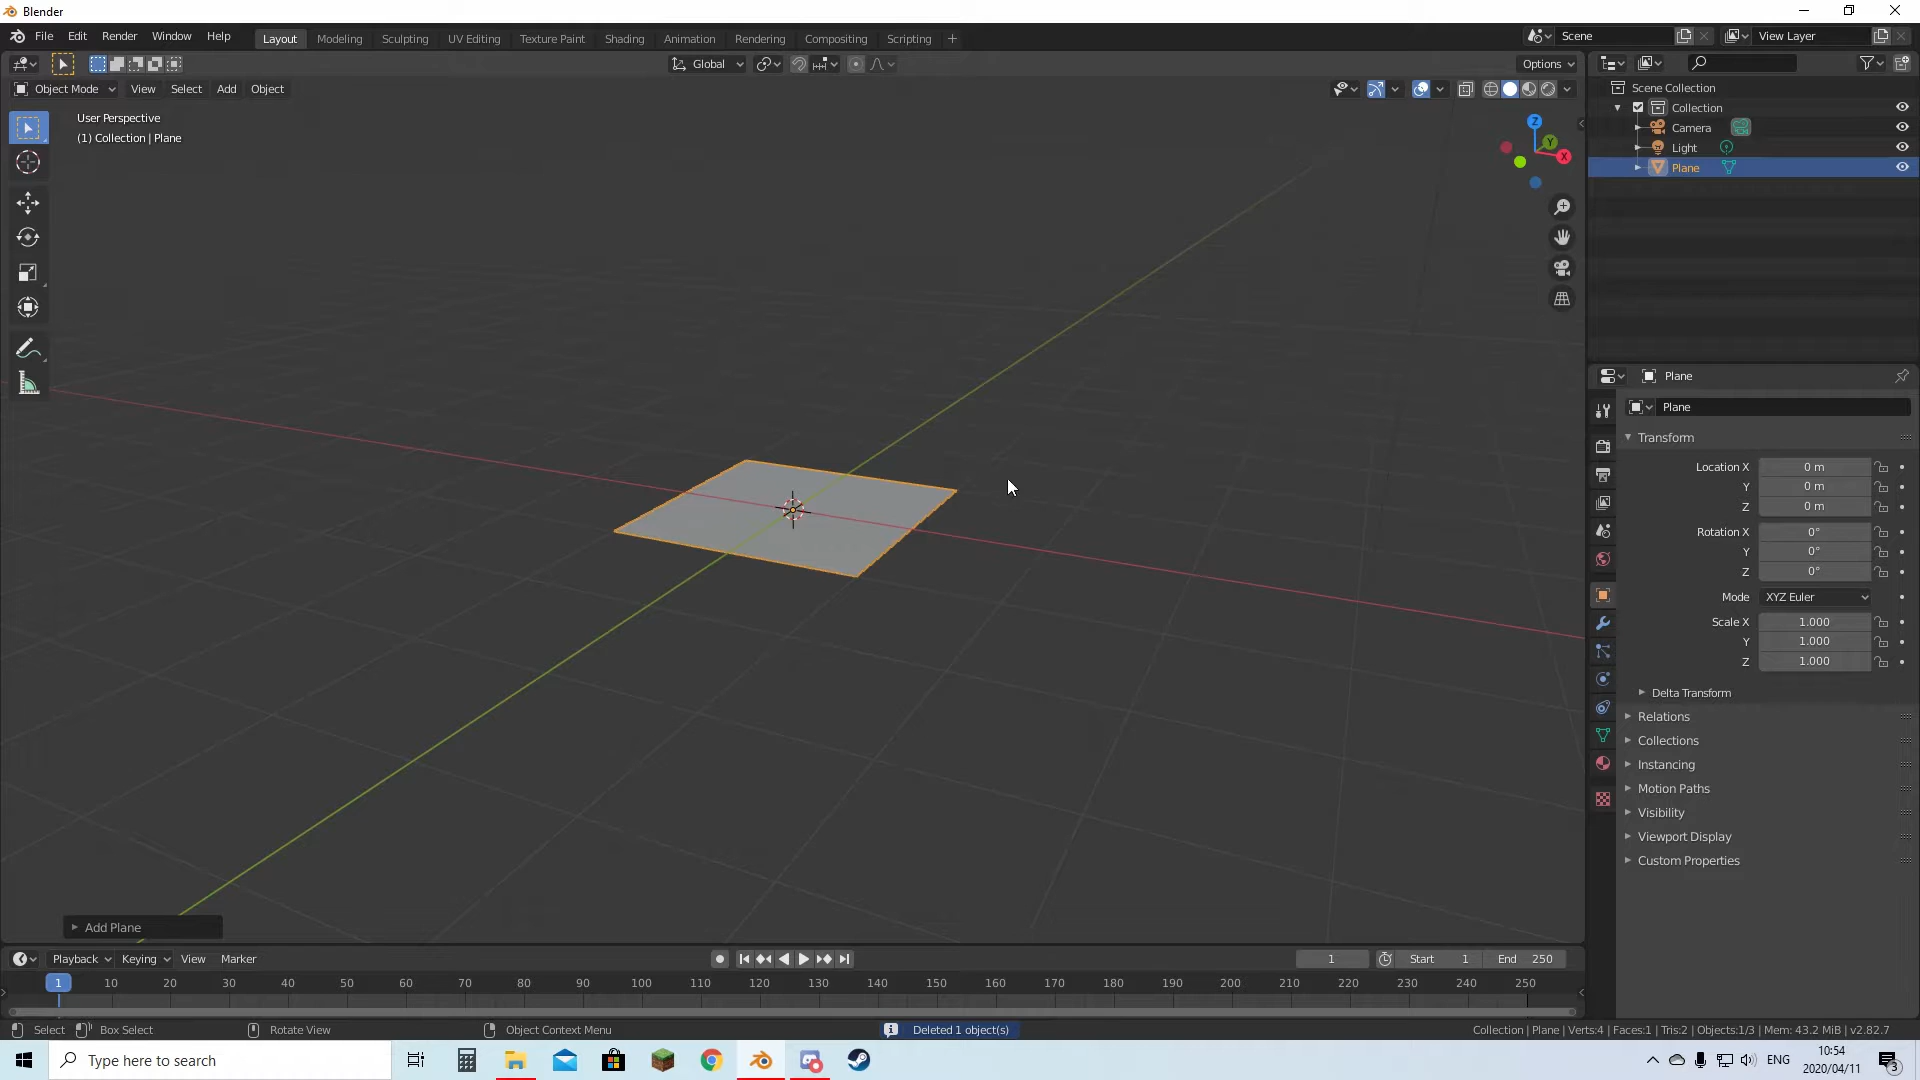 Blender
File Edit Render Window Help
Layout Modeling Sculpting UV Editing Texture Paint Shading Animation Rendering Compositing Scripting +
Scene
View Layer
Global
Options
Object Mode View Select Add Object
User Perspective
(1) Collection | Plane
Z
Y
X
Scene Collection
Collection
Camera
Light
Plane
Plane
Plane
Transform
Location X 0 m
Y 0 m
Z 0 m
Rotation X 0°
Y 0°
Z 0°
Mode XYZ Euler
Scale X 1.000
Y 1.000
Z 1.000
Delta Transform
Relations
Collections
Instancing
Motion Paths
Visibility
Viewport Display
Custom Properties
Add Plane
Playback Keying View Marker
1
Start 1
End 250
1 10 20 30 40 50 60 70 80 90 100 110 120 130 140 150 160 170 180 190 200 210 220 230 240 250
Select Box Select Rotate View Object Context Menu
Deleted 1 object(s)
Collection | Plane | Verts:4 | Faces:1 | Tris:2 | Objects:1/3 | Mem: 43.2 MiB | v2.82.7
Type here to search
ENG
10:54
2020/04/11
3